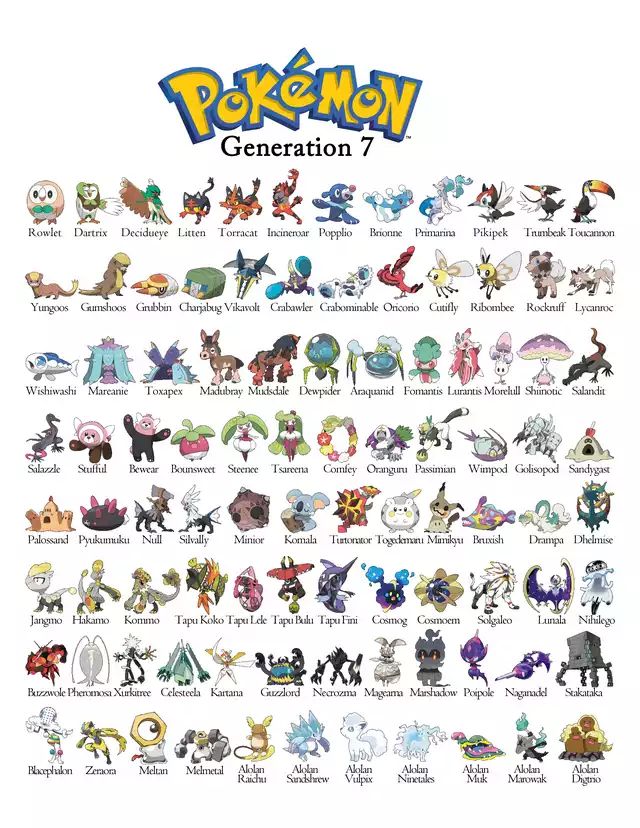 POKéMON
TM
Generation 7
Rowlet Dartrix Decidueye Litten Torracat Incineroar Popplio Brionne Primarina Pikipek Trumbeak Toucannon
Yungoos Gumshoos Grubbin Charjabug Vikavolt Crabawler Crabominable Oricorio Cutifly Ribombee Rockruff Lycanroc
Wishiwashi Mareanie Toxapex Madubray Mudsdale Dewpider Araquanid Fomantis Lurantis Morelull Shiinotic Salandit
Salazzle Stufful Bewear Bounsweet Steenee Tsareena Comfey Oranguru Passimian Wimpod Golisopod Sandygast
Palossand Pyukumuku Null Silvally Minior Komala Turtonator Togedemaru Mimikyu Bruxish Drampa Dhelmise
Jangmo Hakamo Kommo Tapu Koko Tapu Lele Tapu Bulu Tapu Fini Cosmog Cosmoem Solgaleo Lunala Nihilego
Buzzwole Pheromosa Xurkitree Celesteela Kartana Guzzlord Necrozma Magearna Marshadow Poipole Naganadel Stakataka
Blacephalon Zeraora Meltan Melmetal Alolan Raichu Alolan Sandshrew Alolan Vulpix Alolan Ninetales Alolan Muk Alolan Marowak Alolan Digtrio